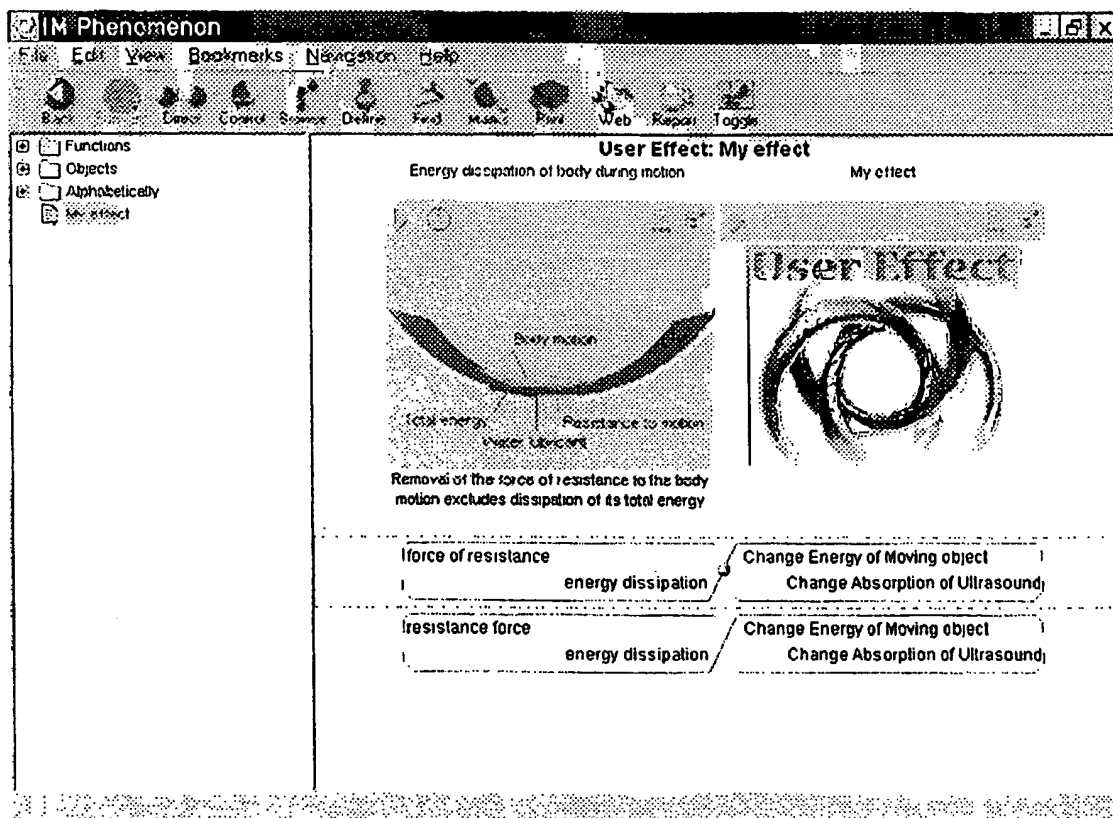 IM Phenomenon
File Edit View Bookmarks Navigation Help
Back Direct Control Browse Define Find Print Web Report Toggle
Functions
Objects
Alphabetically
My effect
User Effect: My effect
Energy dissipation of body during motion
My effect
User Effect
Body motion
Total energy
Resistance to motion
Water lubricant
Removal of the force of resistance to the body
motion excludes dissipation of its total energy
force of resistance
energy dissipation
Change Energy of Moving object
Change Absorption of Ultrasound
resistance force
energy dissipation
Change Energy of Moving object
Change Absorption of Ultrasound